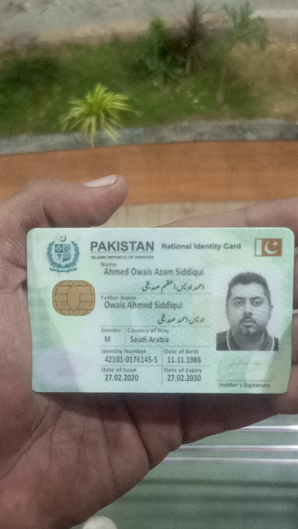 PAKISTAN National Identity Card
ISLAMIC REPUBLIC OF PAKISTAN
Name
Ahmed Owais Azam Siddiqui
احمد اویس اعظم صدیقی
Father Name
Owais Ahmed Siddiqui
اویس احمد صدیقی
Gender Country of Stay
M Saudi Arabia
Identity Number Date of Birth
42101-0176145-5 11.11.1986
Date of Issue Date of Expiry
27.02.2020 27.02.2030
Holder's Signature